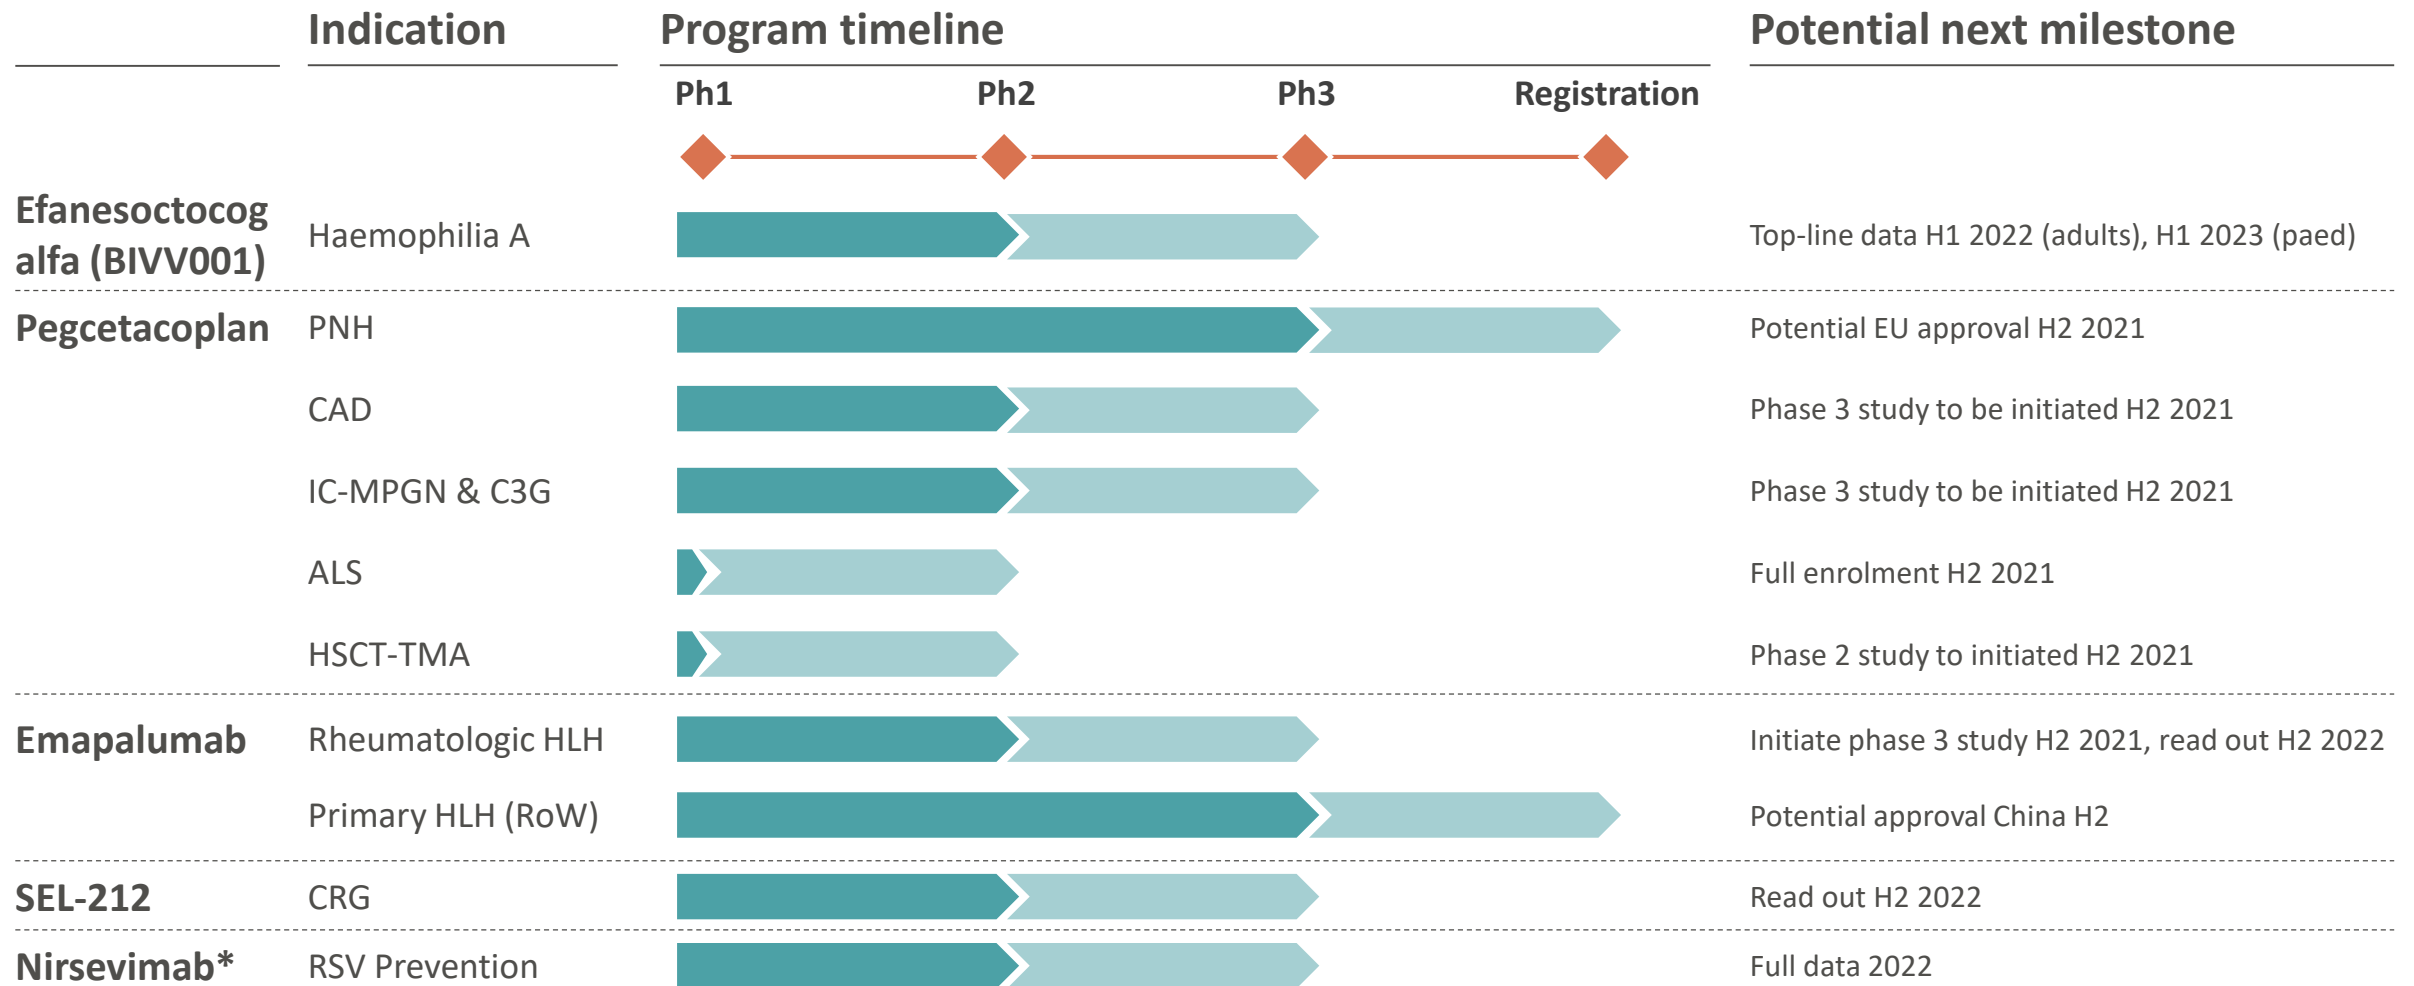 Indication
Program timeline
Potential next milestone
Ph1
Ph2
Ph3
Registration
Efanesoctocog
alfa (BIVV001)
Haemophilia A
Top-line data H1 2022 (adults), H1 2023 (paed)
Pegcetacoplan
PNH
Potential EU approval H2 2021
CAD
Phase 3 study to be initiated H2 2021
IC-MPGN & C3G
Phase 3 study to be initiated H2 2021
ALS
Full enrolment H2 2021
HSCT-TMA
Phase 2 study to initiated H2 2021
Emapalumab
Rheumatologic HLH
Initiate phase 3 study H2 2021, read out H2 2022
Primary HLH (RoW)
Potential approval China H2
SEL-212
CRG
Read out H2 2022
Nirsevimab*
RSV Prevention
Full data 2022